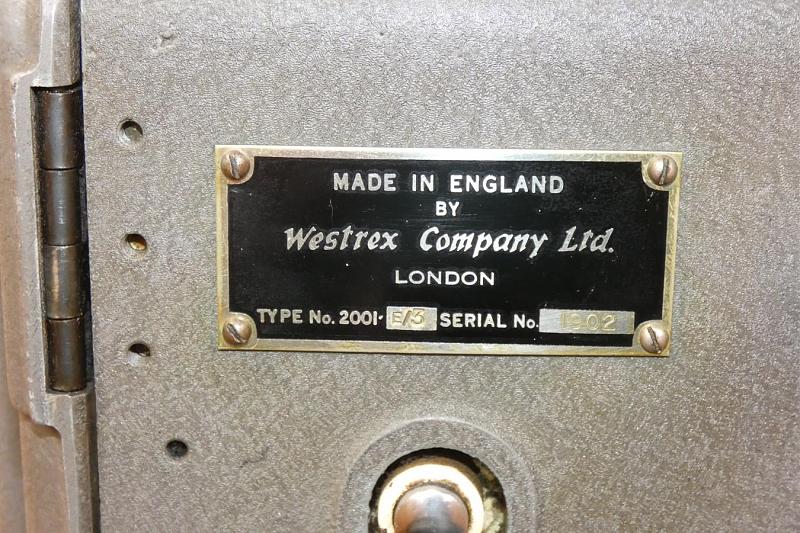 MADE IN ENGLAND
BY
Westrex Company Ltd.
LONDON
TYPE No. 2001-E/3 SERIAL No. 1902